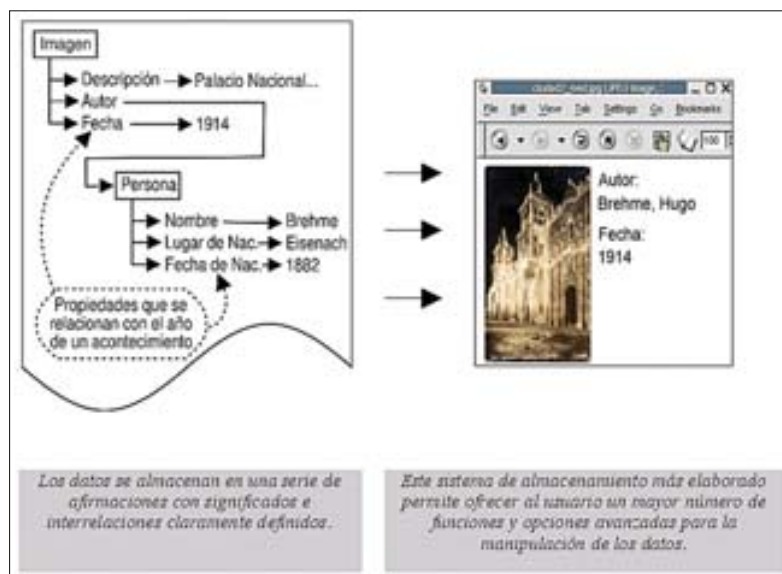 Imagen
Descripción Palacio Nacional...
Autor
Fecha 1914
Persona
Nombre Brehme
Lugar de Nac. Eisenach
Fecha de Nac. 1882
Propiedades que se
relacionan con el año
de un acontecimiento
File Edit View Tab Settings Go Bookmarks
100
Autor:
Brehme, Hugo
Fecha:
1914
Los datos se almacenan en una serie de
afirmaciones con significados e
interrelaciones claramente definidos.
Este sistema de almacenamiento más elaborado
permite ofrecer al usuario un mayor número de
funciones y opciones avanzadas para la
manipulación de los datos.